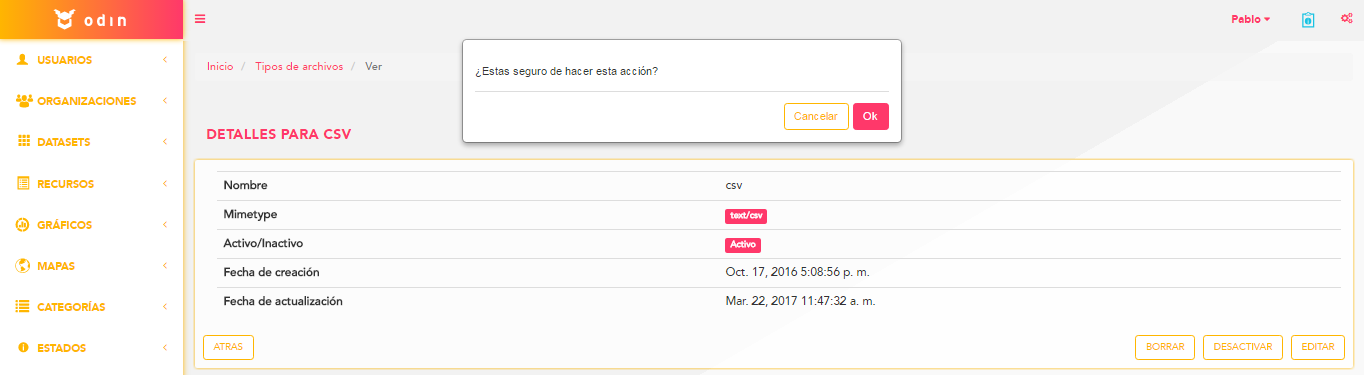 odin
Pablo
USUARIOS
ORGANIZACIONES
DATASETS
RECURSOS
GRÁFICOS
MAPAS
CATEGORÍAS
ESTADOS
Inicio / Tipos de archivos / Ver
¿Estas seguro de hacer esta acción?
Cancelar Ok
DETALLES PARA CSV
Nombre csv
Mimetype text/csv
Activo/Inactivo Activo
Fecha de creación Oct. 17, 2016 5:08:56 p. m.
Fecha de actualización Mar. 22, 2017 11:47:32 a. m.
ATRAS BORRAR DESACTIVAR EDITAR